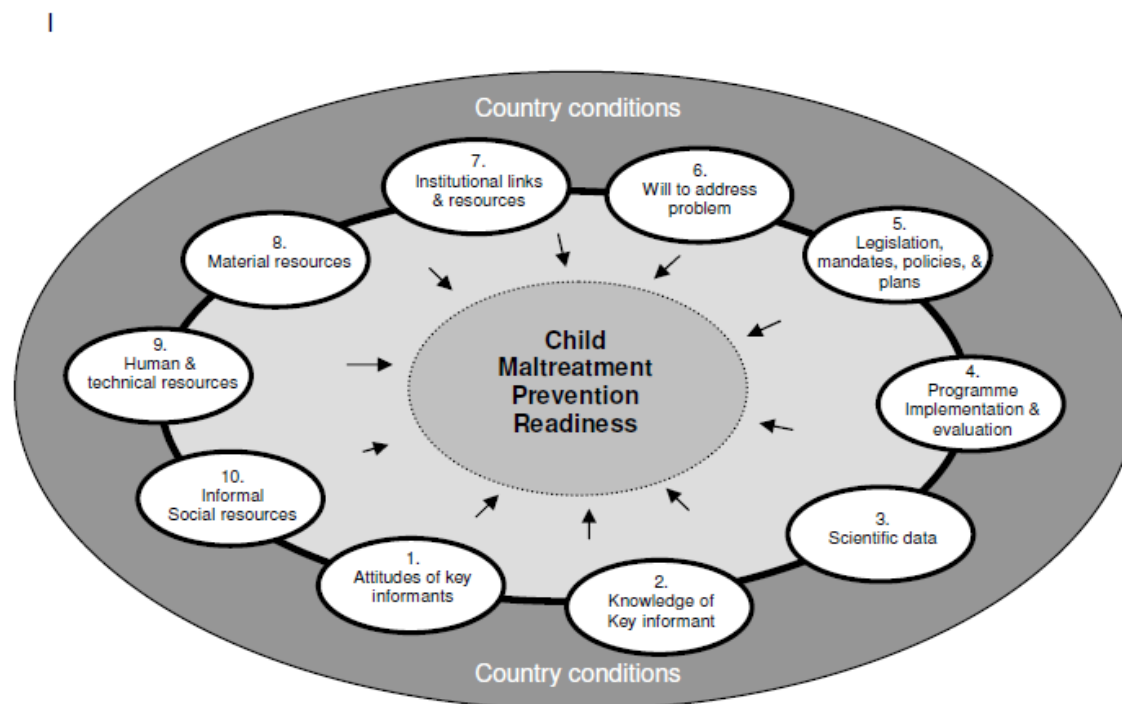 I
Country conditions
7.
Institutional links
& resources
6.
Will to address
problem
8.
Material resources
5.
Legislation,
mandates, policies, &
plans
Child
Maltreatment
Prevention
Readiness
9.
Human &
technical resources
4.
Programme
Implementation &
evaluation
10.
Informal
Social resources
3.
Scientific data
1.
Attitudes of key
informants
2.
Knowledge of
Key informant
Country conditions